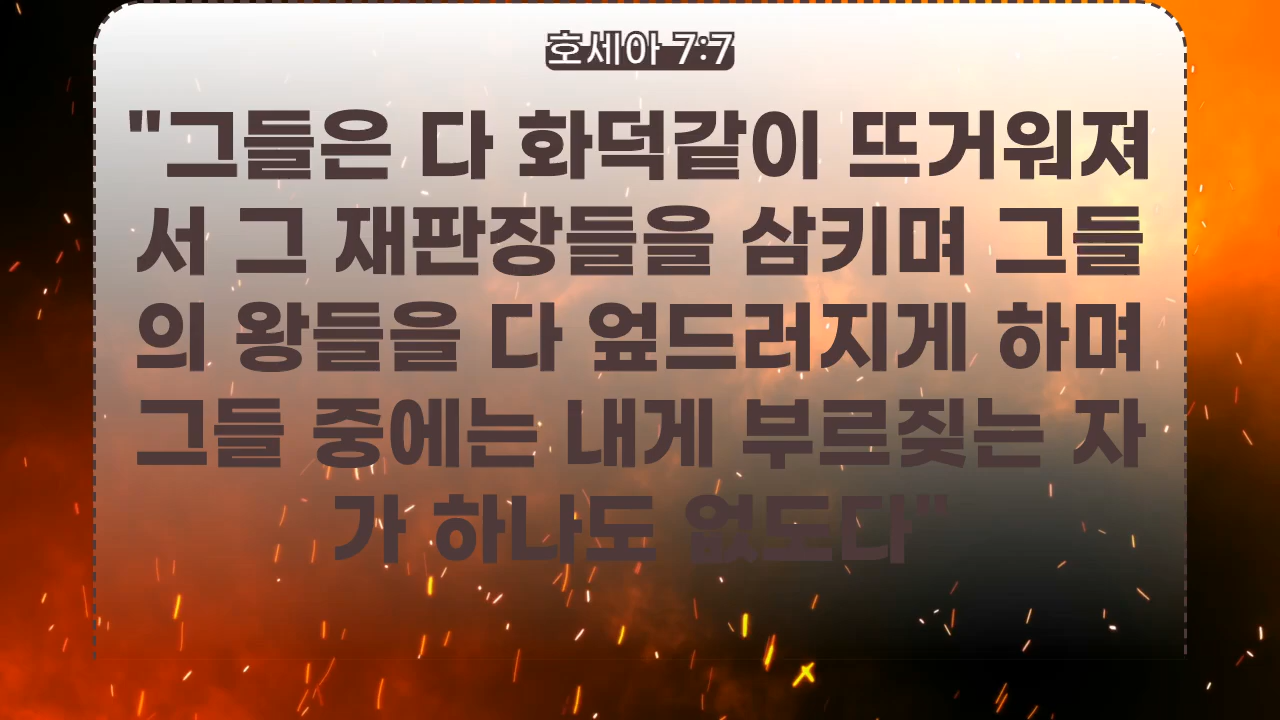 호세아 7:7
"그들은 다 화덕같이 뜨거워져
서 그 재판장들을 삼키며 그들
의 왕들을 다 엎드러지게 하며
그들 중에는 내게 부르짖는 자
가 하나도 없도다"